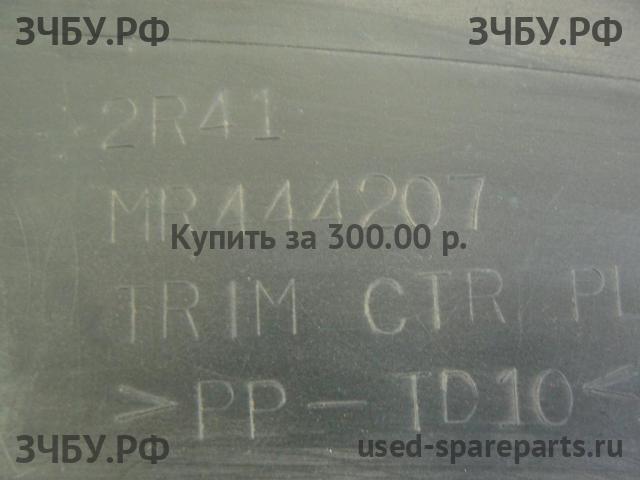 ЗЧБУ.РФ ЗЧБУ.РФ
2R41
MR444207
Купить за 300.00 р.
TRIM CTR PL
>PP-TD10<
ЗЧБУ.РФ used-spareparts.ru